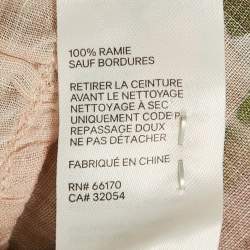 100% RAMIE
SAUF BORDURES
RETIRER LA CEINTURE
AVANT LE NETTOYAGE
NETTOYAGE À SEC
UNIQUEMENT CODE P
REPASSAGE DOUX
NE PAS DÉTACHER
FABRIQUÉ EN CHINE
RN# 66170
CA# 32054